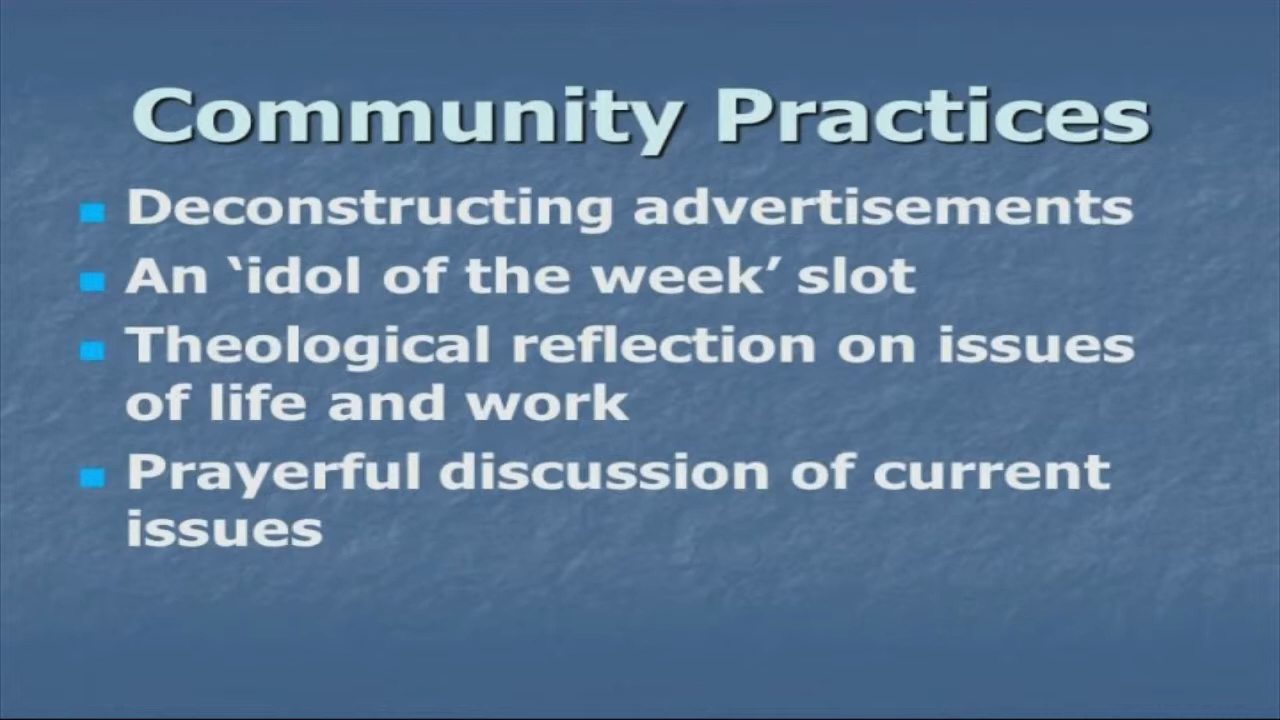 Community Practices
Deconstructing advertisements
An ‘idol of the week’ slot
Theological reflection on issues
of life and work
Prayerful discussion of current
issues